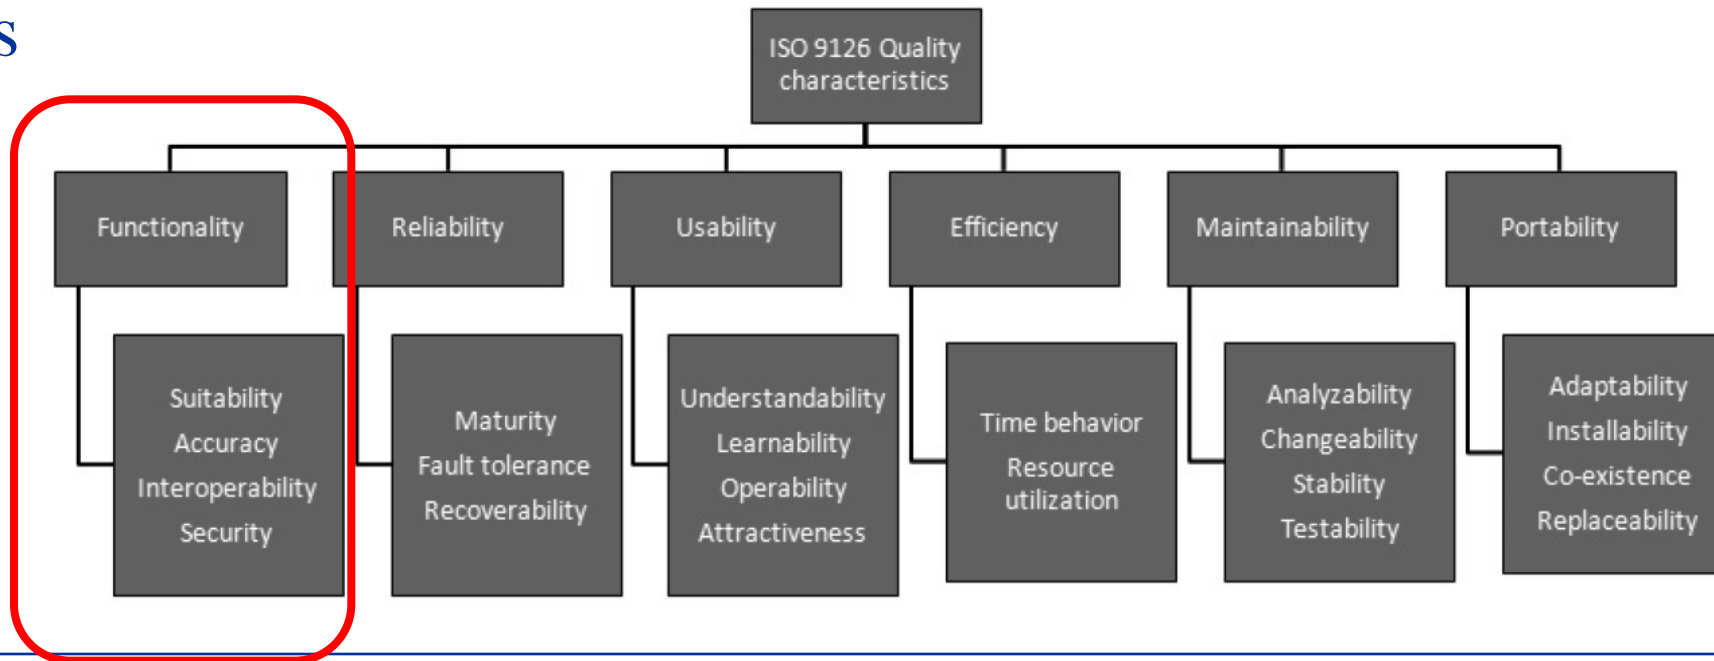 s
ISO 9126 Quality
characteristics
Functionality
Reliability
Usability
Efficiency
Maintainability
Portability
Suitability
Accuracy
Interoperability
Security
Maturity
Fault tolerance
Recoverability
Understandability
Learnability
Operability
Attractiveness
Time behavior
Resource
utilization
Analyzability
Changeability
Stability
Testability
Adaptability
Installability
Co-existence
Replaceability